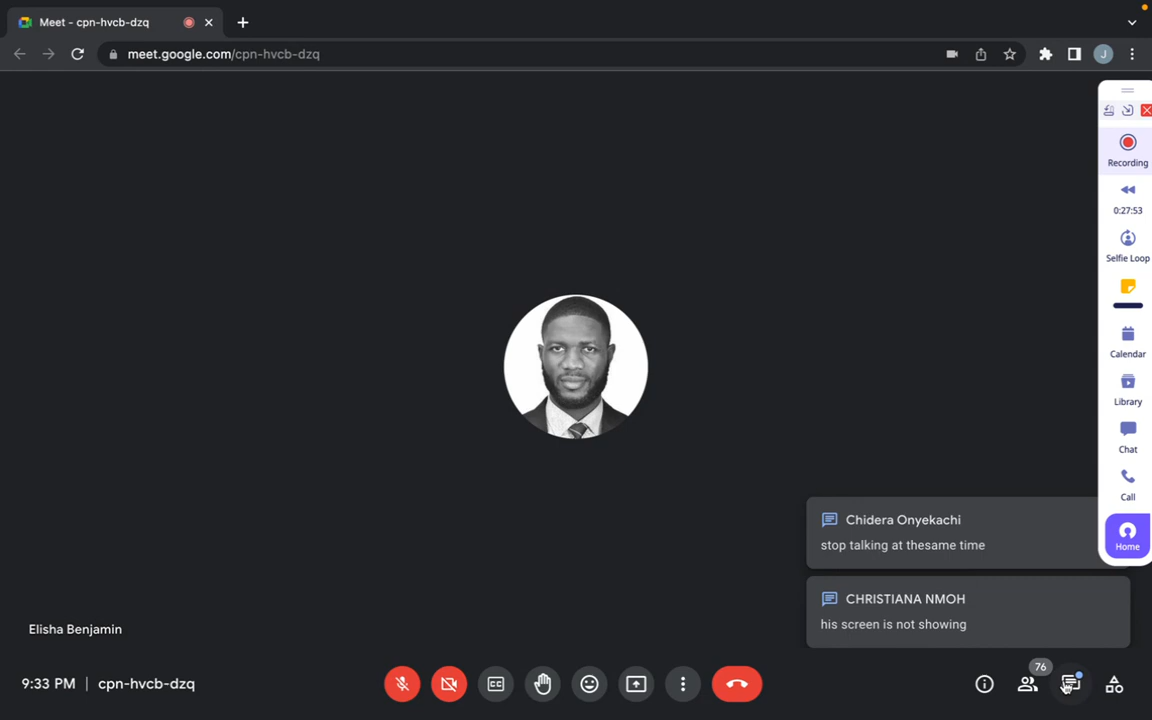 Meet - cpn-hvcb-dzq
meet.google.com/cpn-hvcb-dzq
J
Recording
0:27:53
Selfie Loop
Calendar
Library
Chat
Call
Home
Chidera Onyekachi
stop talking at thesame time
CHRISTIANA NMOH
his screen is not showing
Elisha Benjamin
9:33 PM | cpn-hvcb-dzq
CC
76